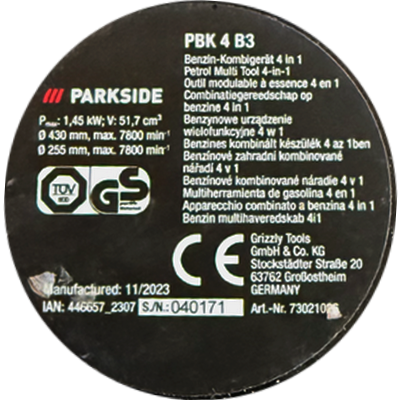 PBK 4 B3
Benzin-Kombigerät 4 in 1
Petrol Multi Tool 4-in-1
Outil modulable à essence 4 en 1
Combinatiegereedschap op
benzine 4 in 1
Benzynowe urządzenie
wielofunkcyjne 4 w 1
Benzines kombinált készülék 4 az 1ben
Benzínové zahradní kombinované
nářadí 4 v 1
Benzínové kombinované náradie 4 v 1
Multiherramienta de gasolina 4 en 1
Apparecchio combinato a benzina 4 in 1
Benzin multihaveredskab 4i1
PARKSIDE
Pmax: 1,45 kW; V: 51,7 cm³
Ø 430 mm, max. 7800 min⁻¹
Ø 255 mm, max. 7800 min⁻¹
TÜV
GS
CE
Grizzly Tools
GmbH & Co. KG
Stockstädter Straße 20
63762 Großostheim
GERMANY
Manufactured: 11/2023
IAN: 446657_2307 S./N.: 040171 Art.-Nr.